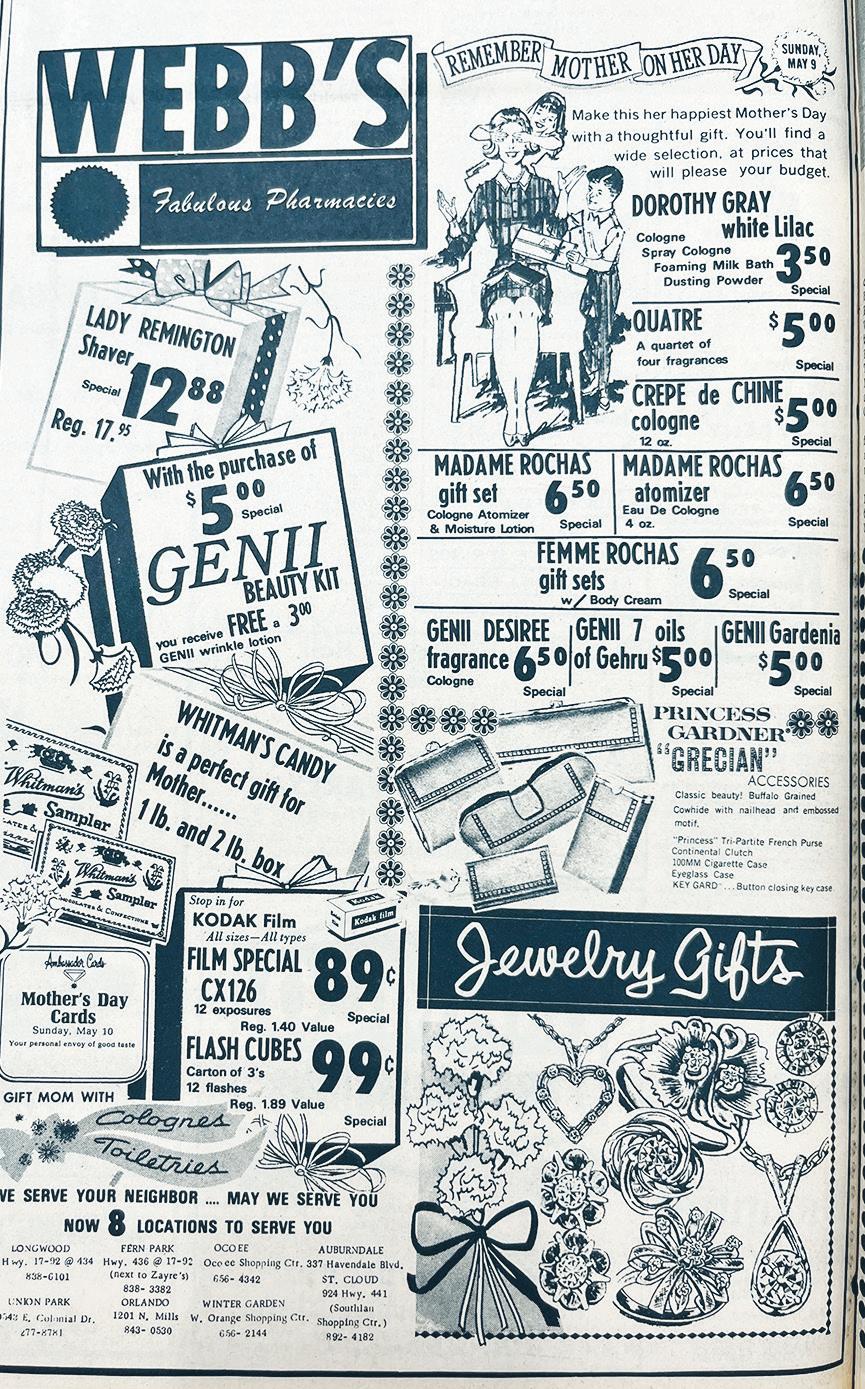 WEBB'S
Fabulous Pharmacies
REMEMBER MOTHER ON HER DAY
SUNDAY,
MAY 9
Make this her happiest Mother's Day
with a thoughtful gift. You'll find a
wide selection, at prices that
will please your budget.
DOROTHY GRAY
white Lilac
Cologne
Spray Cologne
Foaming Milk Bath
Dusting Powder
3 50
Special
QUATRE
A quartet of
four fragrances
$5 00
Special
CREPE de CHINE
cologne
12 oz.
$5 00
Special
MADAME ROCHAS
gift set
Cologne Atomizer
& Moisture Lotion
6 50
Special
MADAME ROCHAS
atomizer
Eau De Cologne
4 oz.
6 50
Special
FEMME ROCHAS
gift sets
w/ Body Cream
6 50
Special
GENII DESIREE
fragrance 6 50
Cologne
Special
GENII 7 oils
of Gehru $5 00
Special
GENII Gardenia
$5 00
Special
LADY REMINGTON
Shaver
Special 12 88
Reg. 17.95
With the purchase of
$5 00
Special
GENII
BEAUTY KIT
you receive FREE a 3 00
GENII wrinkle lotion
WHITMAN'S CANDY
is a perfect gift for
Mother......
1 lb. and 2 lb. box
Whitman's
Sampler
Whitman's
Sampler
CHOCOLATES & CONFECTIONS
PRINCESS
GARDNER
"GRECIAN"
ACCESSORIES
Classic beauty! Buffalo Grained
Cowhide with nailhead and embossed
motif.
"Princess" Tri-Partite French Purse
Continental Clutch
100MM Cigarette Case
Eyeglass Case
KEY GARD ... Button closing key case
Stop in for
KODAK Film
All sizes—All types
Kodak film
FILM SPECIAL
CX126
12 exposures
Reg. 1.40 Value
89¢
Special
FLASH CUBES
Carton of 3's
12 flashes
Reg. 1.89 Value
99¢
Special
Ambassador Cards
Mother's Day
Cards
Sunday, May 10
Your personal envoy of good taste
GIFT MOM WITH
Colognes
Toiletries
Jewelry Gifts
WE SERVE YOUR NEIGHBOR .... MAY WE SERVE YOU
NOW 8 LOCATIONS TO SERVE YOU
LONGWOOD
Hwy. 17-92 @ 434
838-6101
UNION PARK
E. Colonial Dr.
277-8781
FERN PARK
Hwy. 436 @ 17-92
(next to Zayre's)
838- 3382
ORLANDO
1201 N. Mills
843- 0530
OCOEE
Ocoee Shopping Ctr.
656- 4342
WINTER GARDEN
W. Orange Shopping Ctr.
656- 2144
AUBURNDALE
337 Havendale Blvd.
ST. CLOUD
924 Hwy. 441
(Southlan
Shopping Ctr.)
892- 4182